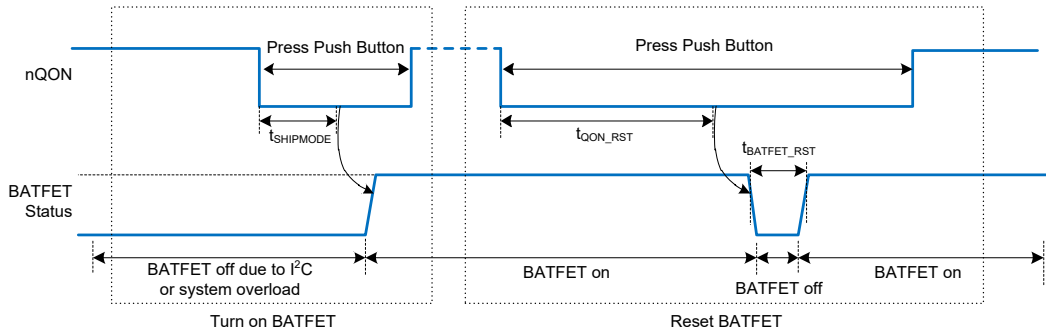 Press Push Button
Press Push Button
nQON
tSHIPMODE
tQON_RST
tBATFET_RST
BATFET
Status
BATFET off due to I²C
or system overload
BATFET on
BATFET off
BATFET on
Turn on BATFET
Reset BATFET